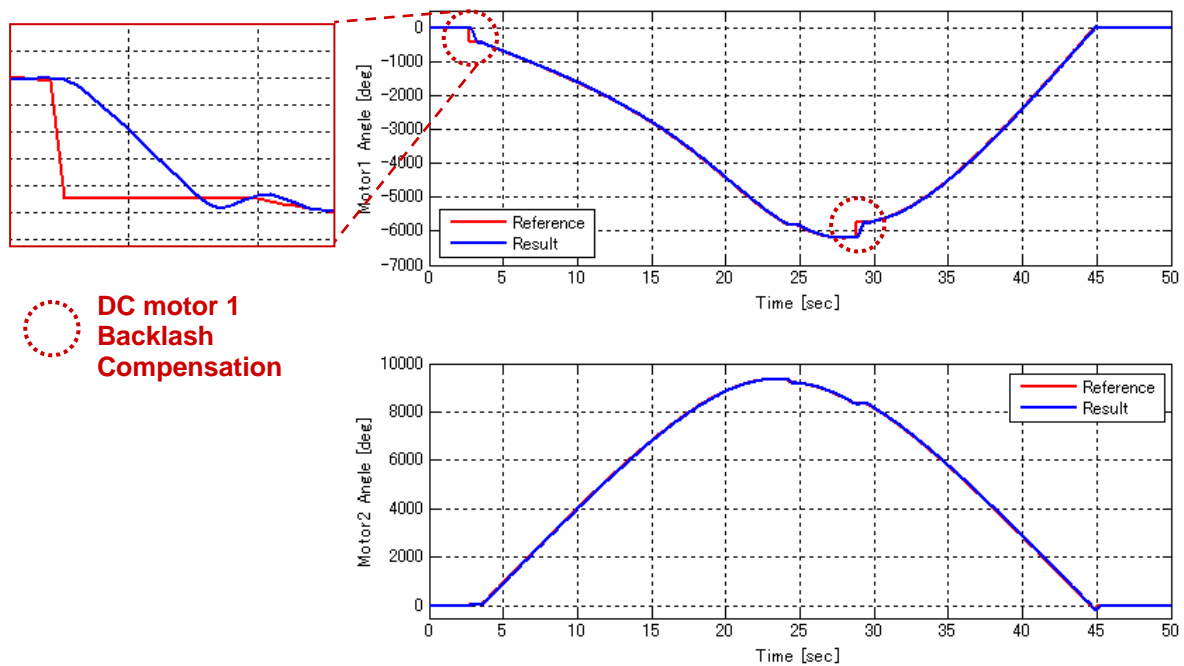 0
-1000
-2000
-3000
-4000
-5000
-6000
-7000
Motor1 Angle [deg]
Reference
Result
0 5 10 15 20 25 30 35 40 45 50
Time [sec]
DC motor 1
Backlash
Compensation
10000
8000
6000
4000
2000
0
Motor2 Angle [deg]
Reference
Result
0 5 10 15 20 25 30 35 40 45 50
Time [sec]